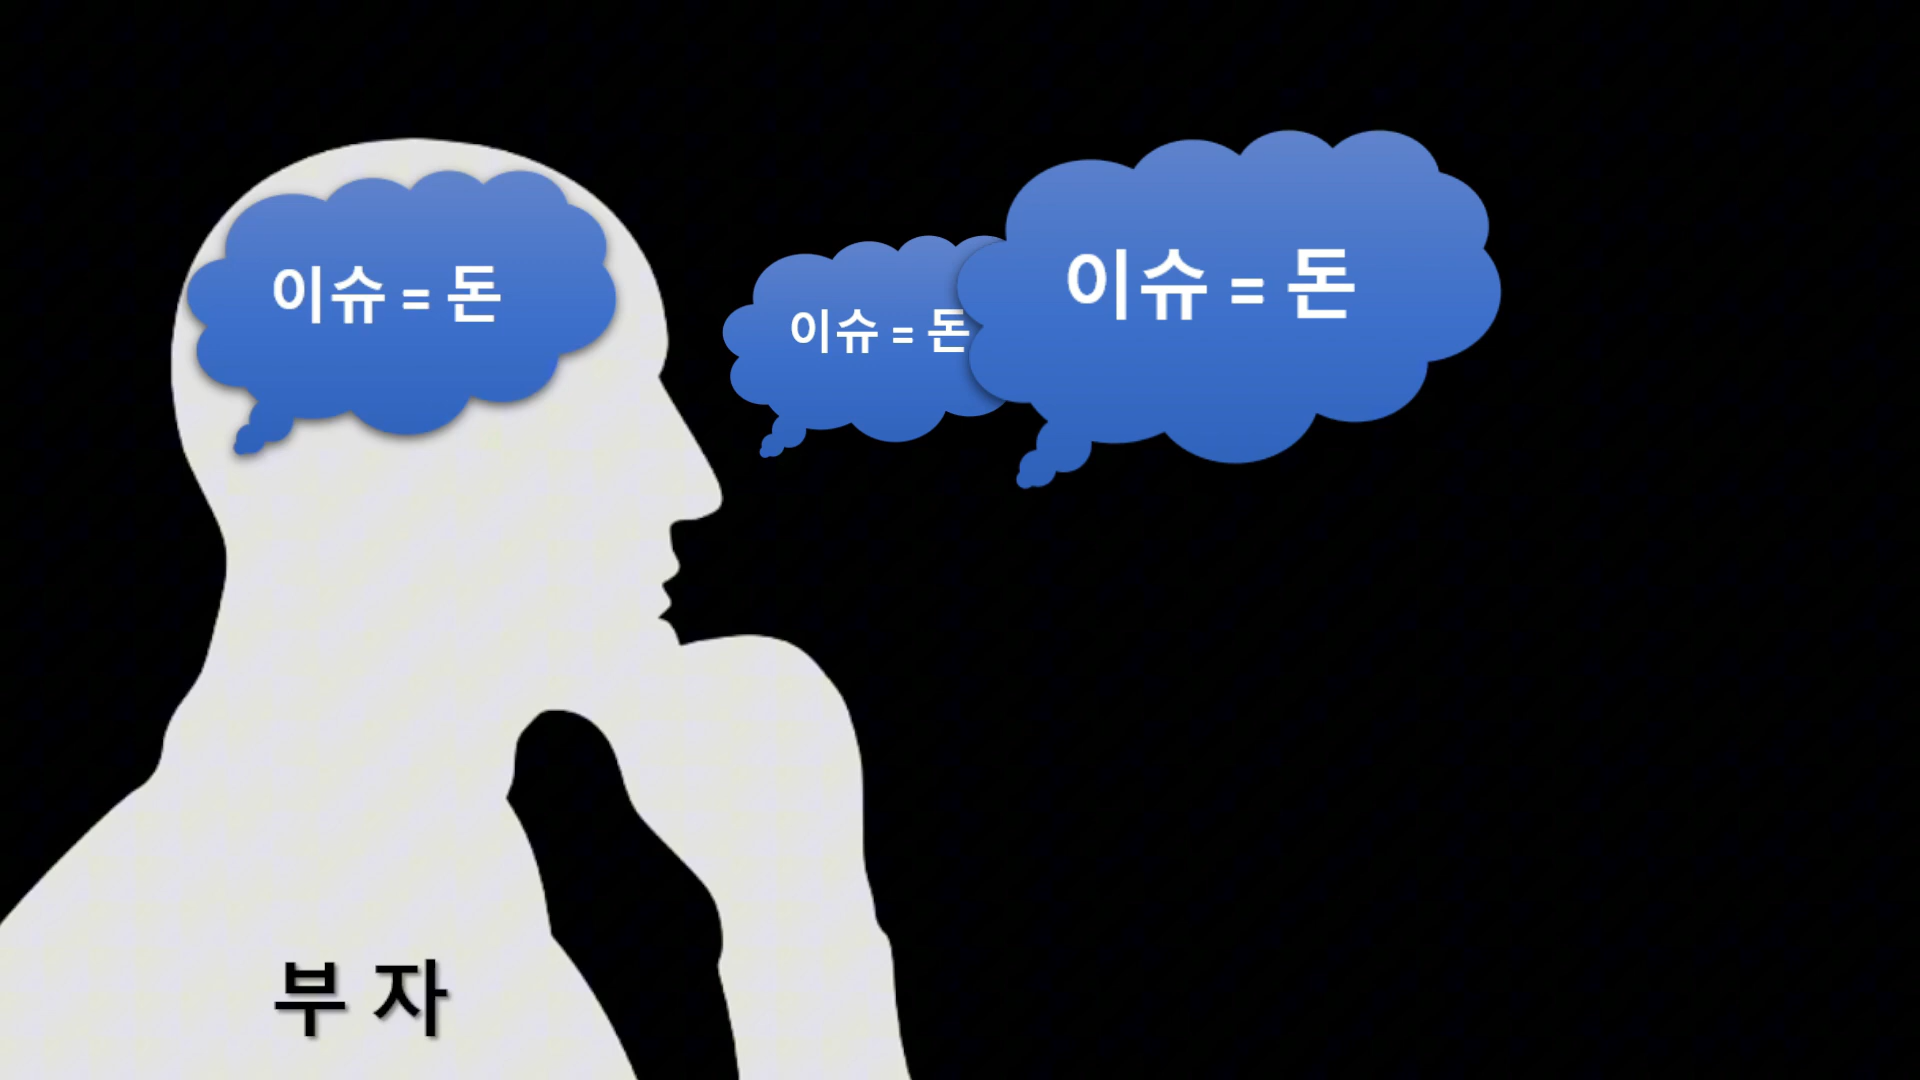 이슈 = 돈
이슈 = 돈
이슈 = 돈
부 자